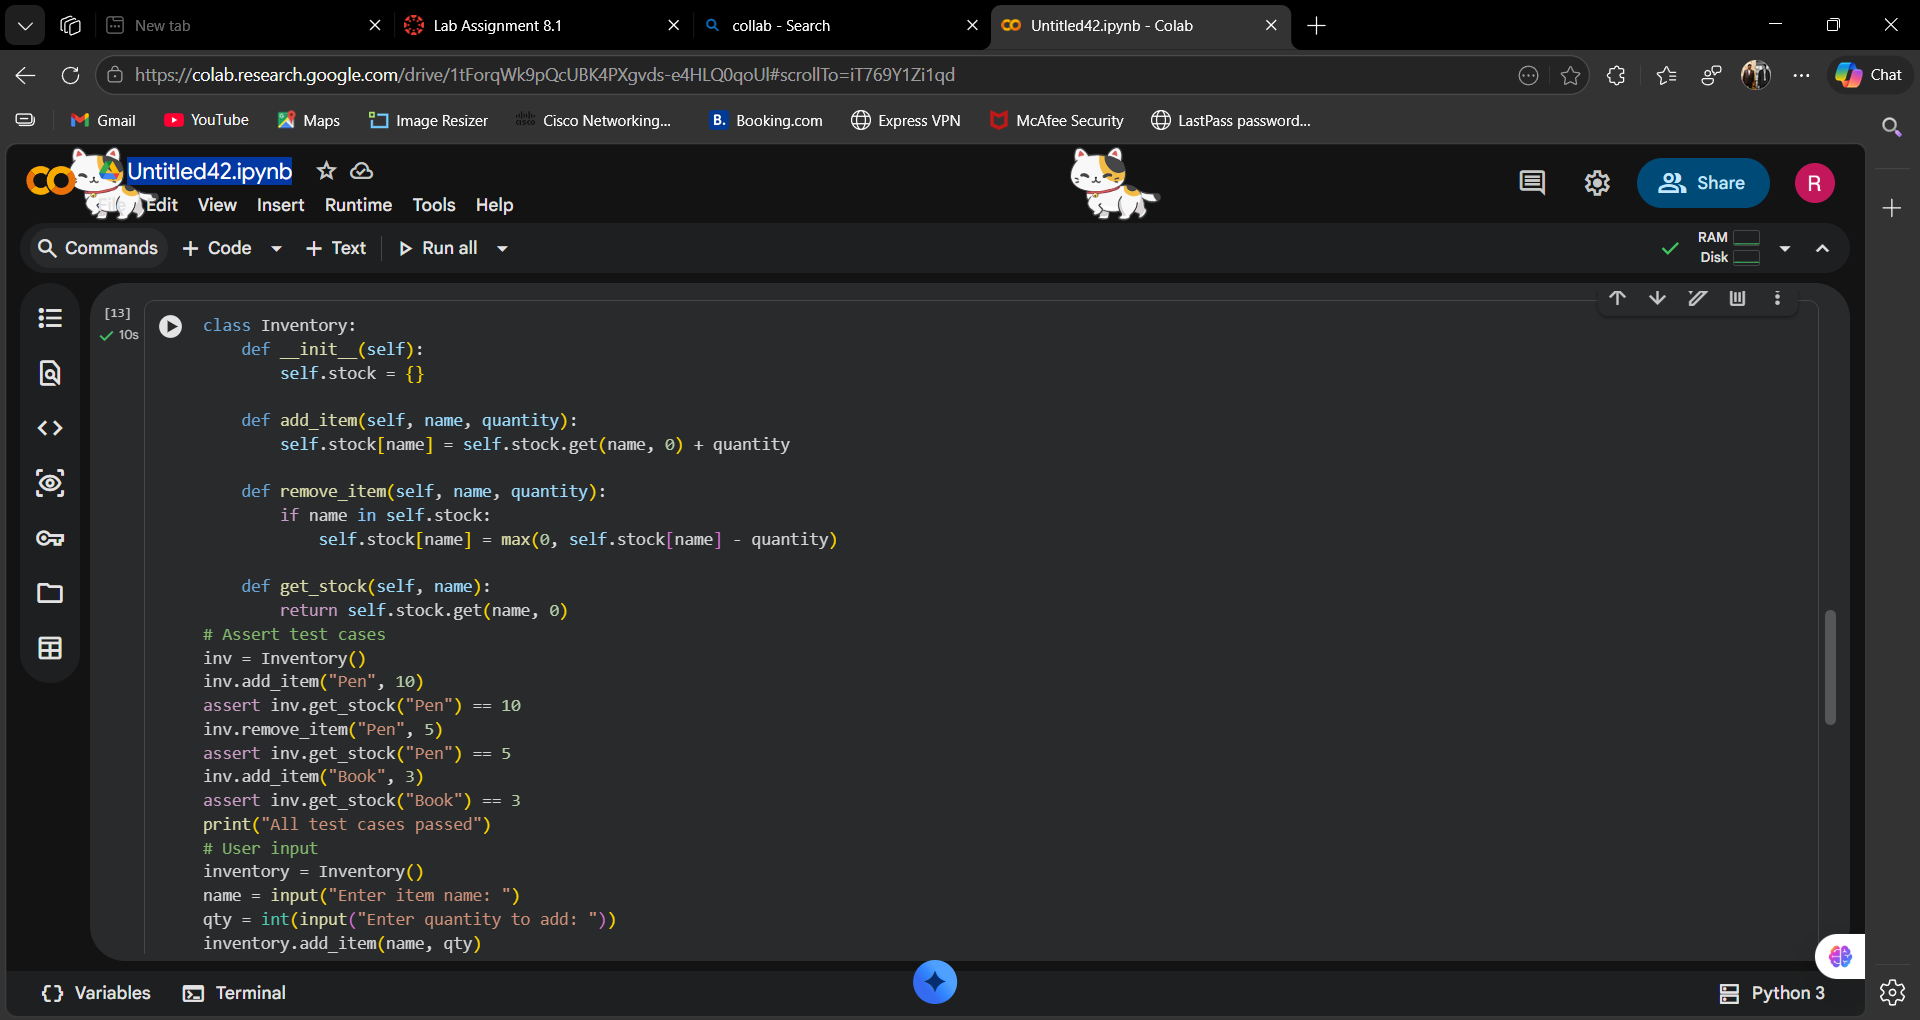 New tab
Lab Assignment 8.1
collab - Search
Untitled42.ipynb - Colab
https://colab.research.google.com/drive/1tForqWk9pQcUBK4PXgvds-e4HLQ0qoUl#scrollTo=iT769Y1Zi1qd
Chat
Gmail
YouTube
Maps
Image Resizer
Cisco Networking...
Booking.com
Express VPN
McAfee Security
LastPass password...
Untitled42.ipynb
Edit View Insert Runtime Tools Help
Share
R
Commands + Code + Text Run all
RAM
Disk
[13]
10s
class Inventory:
    def __init__(self):
        self.stock = {}
    def add_item(self, name, quantity):
        self.stock[name] = self.stock.get(name, 0) + quantity
    def remove_item(self, name, quantity):
        if name in self.stock:
            self.stock[name] = max(0, self.stock[name] - quantity)
    def get_stock(self, name):
        return self.stock.get(name, 0)
# Assert test cases
inv = Inventory()
inv.add_item("Pen", 10)
assert inv.get_stock("Pen") == 10
inv.remove_item("Pen", 5)
assert inv.get_stock("Pen") == 5
inv.add_item("Book", 3)
assert inv.get_stock("Book") == 3
print("All test cases passed")
# User input
inventory = Inventory()
name = input("Enter item name: ")
qty = int(input("Enter quantity to add: "))
inventory.add_item(name, qty)
Variables
Terminal
Python 3